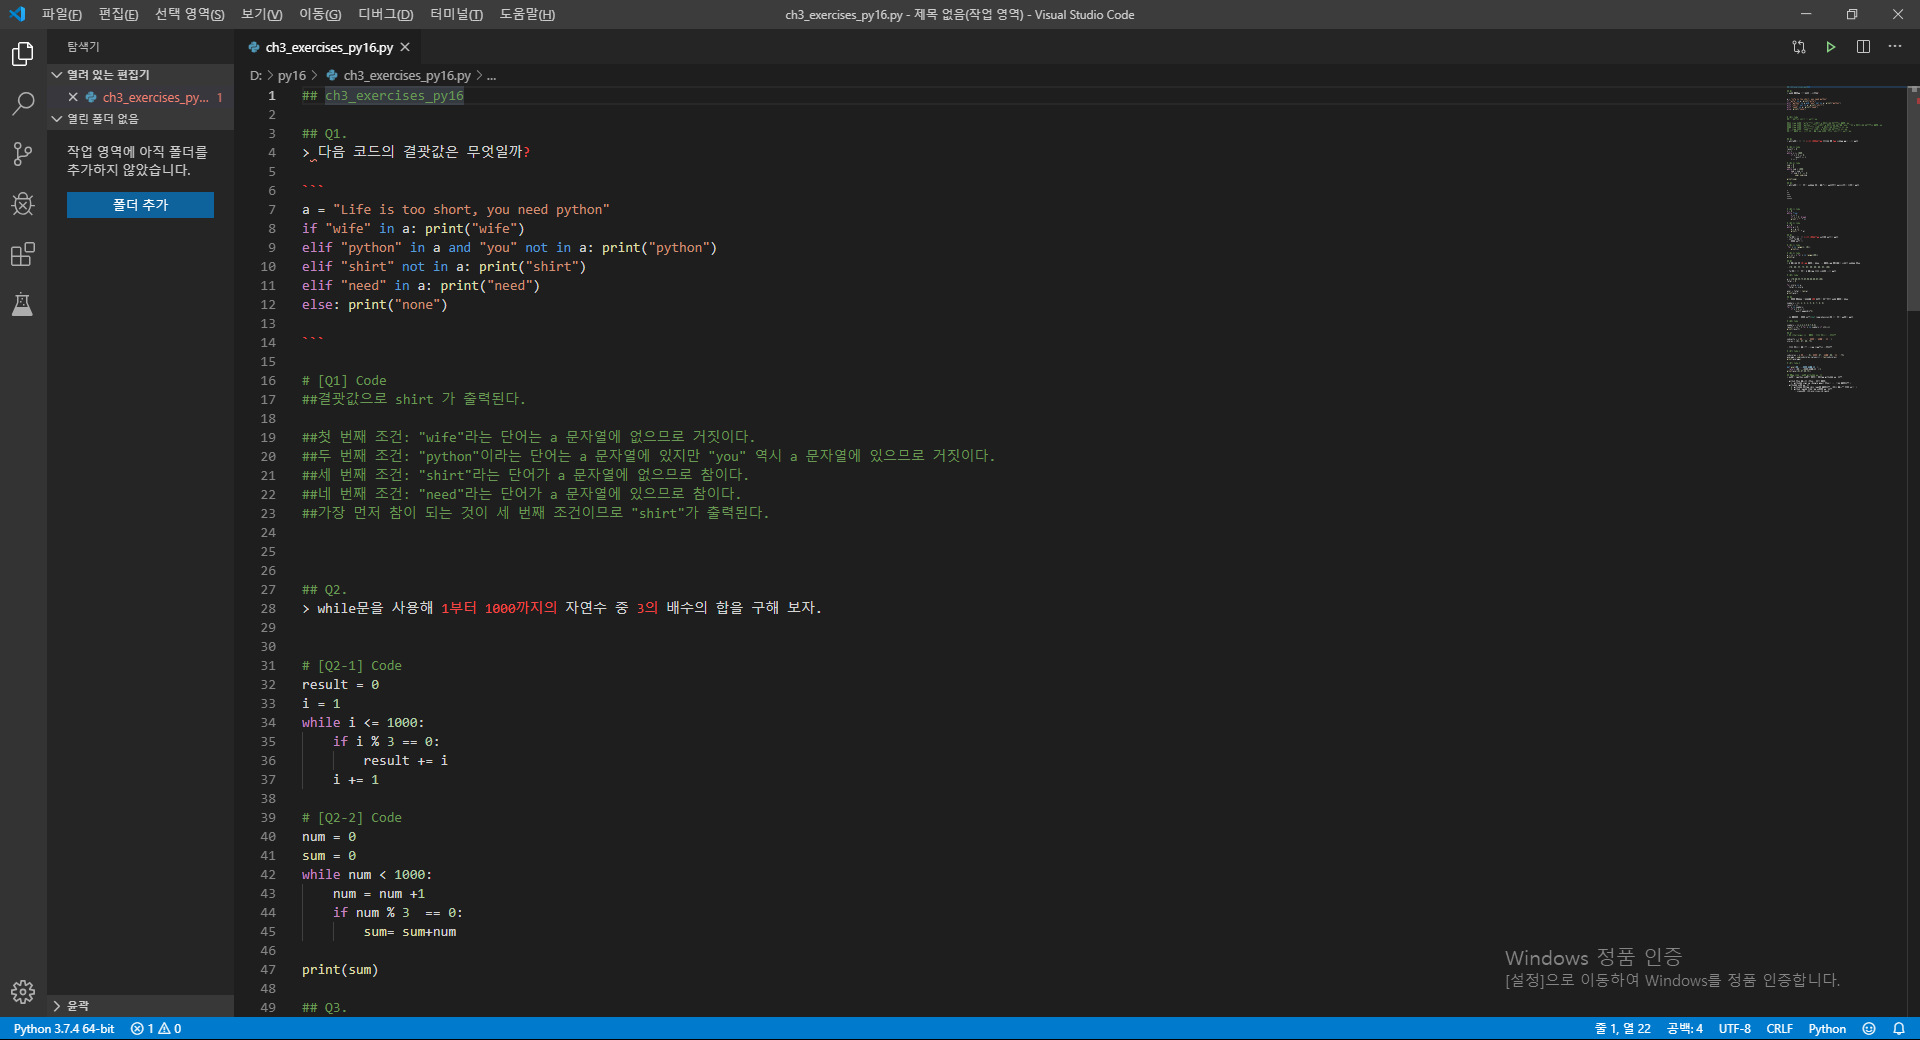 파일(F) 편집(E) 선택 영역(S) 보기(V) 이동(G) 디버그(D) 터미널(T) 도움말(H) ch3_exercises_py16.py - 제목 없음(작업 영역) - Visual Studio Code
탐색기
ch3_exercises_py16.py
열려 있는 편집기
ch3_exercises_py... 1
열린 폴더 없음
작업 영역에 아직 폴더를
추가하지 않았습니다.
폴더 추가
윤곽
D: > py16 > ch3_exercises_py16.py > ...
1 ## ch3_exercises_py16
2
3 ## Q1.
4 > 다음 코드의 결괏값은 무엇일까?
5
6 ```
7 a = "Life is too short, you need python"
8 if "wife" in a: print("wife")
9 elif "python" in a and "you" not in a: print("python")
10 elif "shirt" not in a: print("shirt")
11 elif "need" in a: print("need")
12 else: print("none")
13
14 ```
15
16 # [Q1] Code
17 ##결괏값으로 shirt 가 출력된다.
18
19 ##첫 번째 조건: "wife"라는 단어는 a 문자열에 없으므로 거짓이다.
20 ##두 번째 조건: "python"이라는 단어는 a 문자열에 있지만 "you" 역시 a 문자열에 있으므로 거짓이다.
21 ##세 번째 조건: "shirt"라는 단어가 a 문자열에 없으므로 참이다.
22 ##네 번째 조건: "need"라는 단어가 a 문자열에 있으므로 참이다.
23 ##가장 먼저 참이 되는 것이 세 번째 조건이므로 "shirt"가 출력된다.
24
25
26
27 ## Q2.
28 > while문을 사용해 1부터 1000까지의 자연수 중 3의 배수의 합을 구해 보자.
29
30
31 # [Q2-1] Code
32 result = 0
33 i = 1
34 while i <= 1000:
35 if i % 3 == 0:
36 result += i
37 i += 1
38
39 # [Q2-2] Code
40 num = 0
41 sum = 0
42 while num < 1000:
43 num = num +1
44 if num % 3  == 0:
45 sum= sum+num
46
47 print(sum)
48
49 ## Q3.
Windows 정품 인증
[설정]으로 이동하여 Windows를 정품 인증합니다.
Python 3.7.4 64-bit 1 0 줄 1, 열 22 공백: 4 UTF-8 CRLF Python